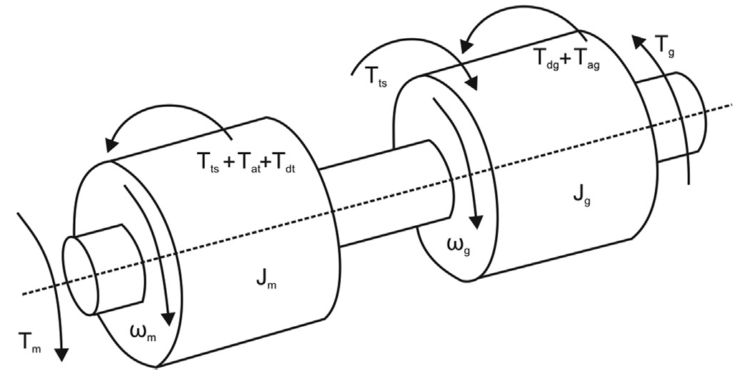 T_g
T_dg+T_ag
T_ts
T_ts+T_at+T_dt
J_g
ω_g
J_m
ω_m
T_m